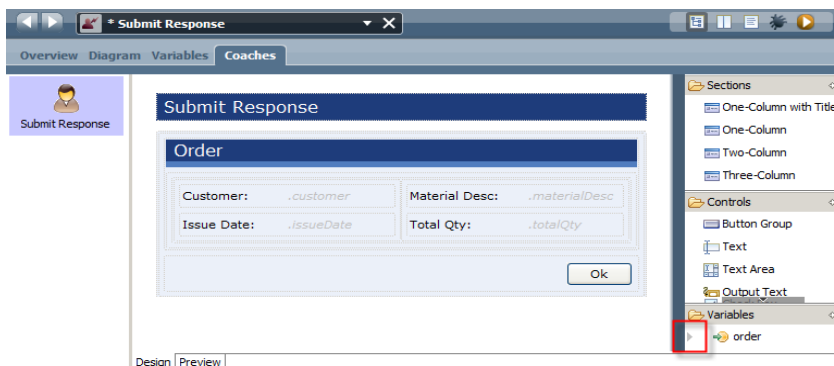 * Submit Response
Overview Diagram Variables Coaches
Submit Response
Submit Response
Order
Customer: .customer Material Desc: .materialDesc
Issue Date: .issueDate Total Qty: .totalQty
Ok
Design Preview
Sections
One-Column with Title
One-Column
Two-Column
Three-Column
Controls
Button Group
Text
Text Area
Output Text
Variables
order